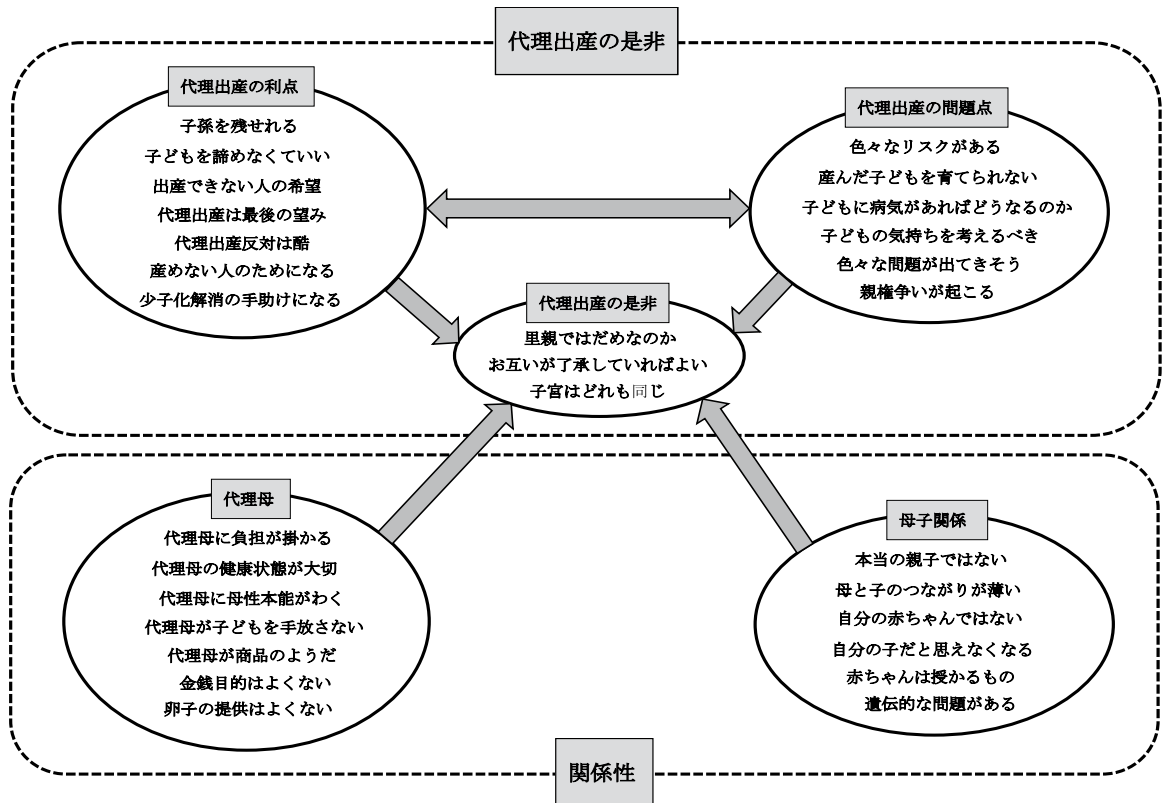 代理出産の是非
代理出産の利点
子孫を残せれる
子どもを諦めなくていい
出産できない人の希望
代理出産は最後の望み
代理出産反対は酷
産めない人のためになる
少子化解消の手助けになる
代理出産の問題点
色々なリスクがある
産んだ子どもを育てられない
子どもに病気があればどうなるのか
子どもの気持ちを考えるべき
色々な問題が出てきそう
親権争いが起こる
代理出産の是非
里親ではだめなのか
お互いが了承していればよい
子宮はどれも同じ
代理母
代理母に負担が掛かる
代理母の健康状態が大切
代理母に母性本能がわく
代理母が子どもを手放さない
代理母が商品のようだ
金銭目的はよくない
卵子の提供はよくない
母子関係
本当の親子ではない
母と子のつながりが薄い
自分の赤ちゃんではない
自分の子だと思えなくなる
赤ちゃんは授かるもの
遺伝的な問題がある
関係性